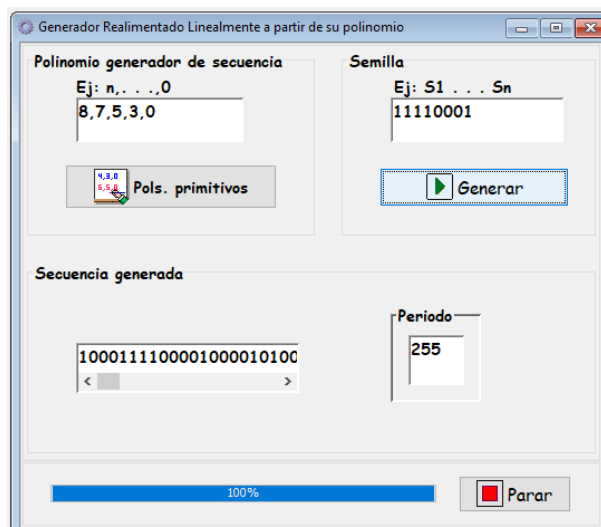 Generador Realimentado Linealmente a partir de su polinomio
Polinomio generador de secuencia
Ej: n,. . .,0
8,7,5,3,0
Pols. primitivos
Semilla
Ej: S1 . . . Sn
11110001
Generar
Secuencia generada
1000111100001000010100
Periodo
255
100%
Parar